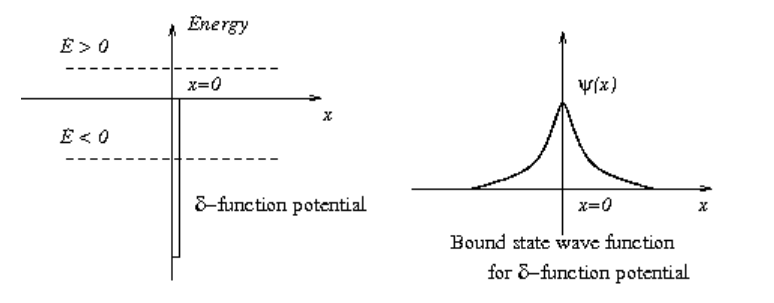 Energy
E > 0
x=0
x
E < 0
δ–function potential
ψ(x)
x=0
x
Bound state wave function
for δ–function potential